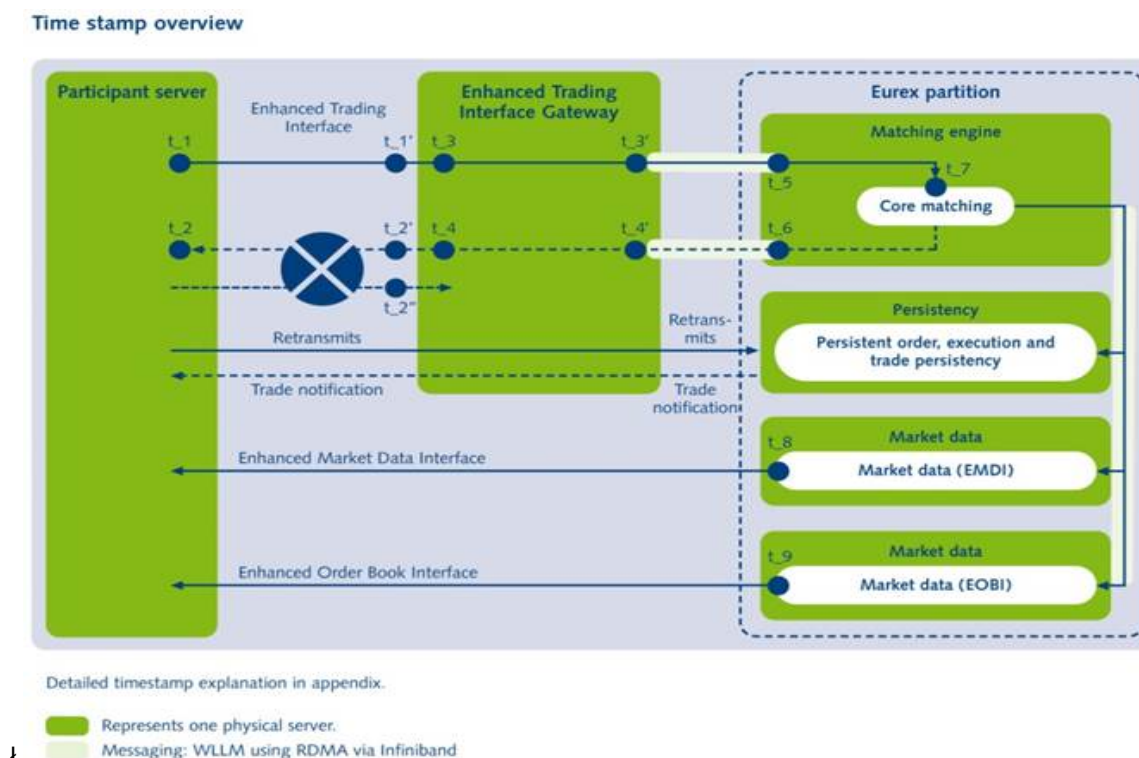 Time stamp overview
Participant server
Enhanced Trading
Interface
Enhanced Trading
Interface Gateway
Eurex partition
Matching engine
t_1
t_1'
t_3
t_3'
t_5
t_7
Core matching
t_2
t_2'
t_4
t_4'
t_6
t_2"
Retransmits
Retrans-
mits
Persistency
Persistent order, execution and
trade persistency
Trade notification
Trade
notification
Market data
t_8
Enhanced Market Data Interface
Market data (EMDI)
Market data
t_9
Enhanced Order Book Interface
Market data (EOBI)
Detailed timestamp explanation in appendix.
Represents one physical server.
Messaging: WLLM using RDMA via Infiniband